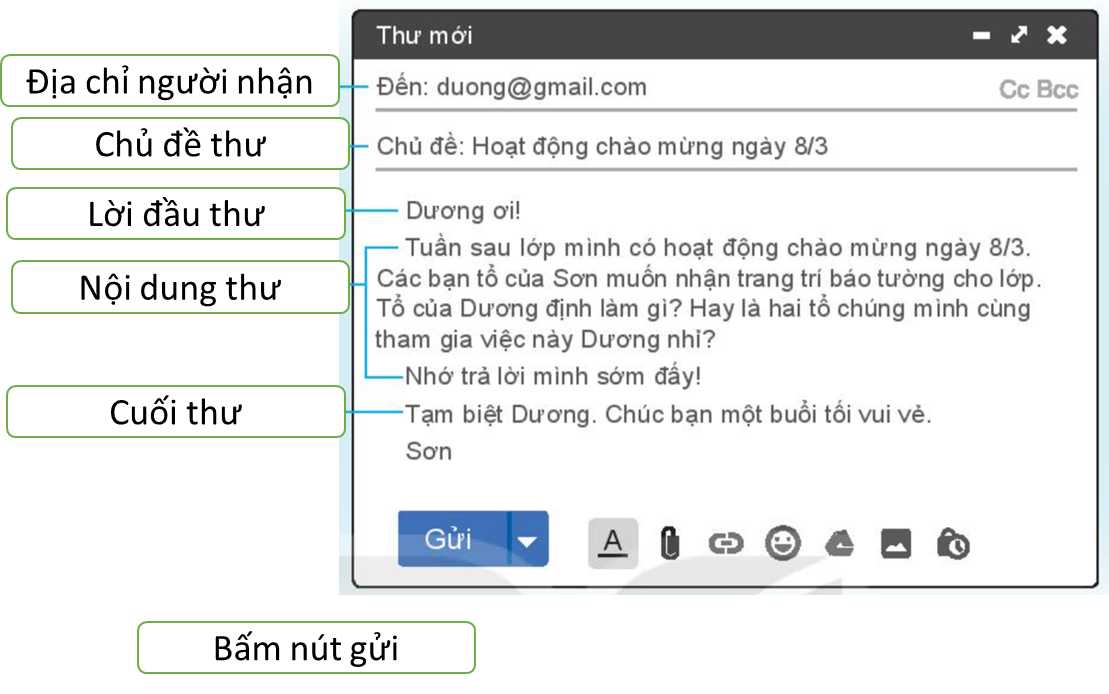 Thư mới
Địa chỉ người nhận
Đến: duong@gmail.com
Cc Bcc
Chủ đề thư
Chủ đề: Hoạt động chào mừng ngày 8/3
Lời đầu thư
Dương ơi!
Nội dung thư
Tuần sau lớp mình có hoạt động chào mừng ngày 8/3.
Các bạn tổ của Sơn muốn nhận trang trí báo tường cho lớp.
Tổ của Dương định làm gì? Hay là hai tổ chúng mình cùng
tham gia việc này Dương nhỉ?
Nhớ trả lời mình sớm đấy!
Cuối thư
Tạm biệt Dương. Chúc bạn một buổi tối vui vẻ.
Sơn
Gửi
A
Bấm nút gửi